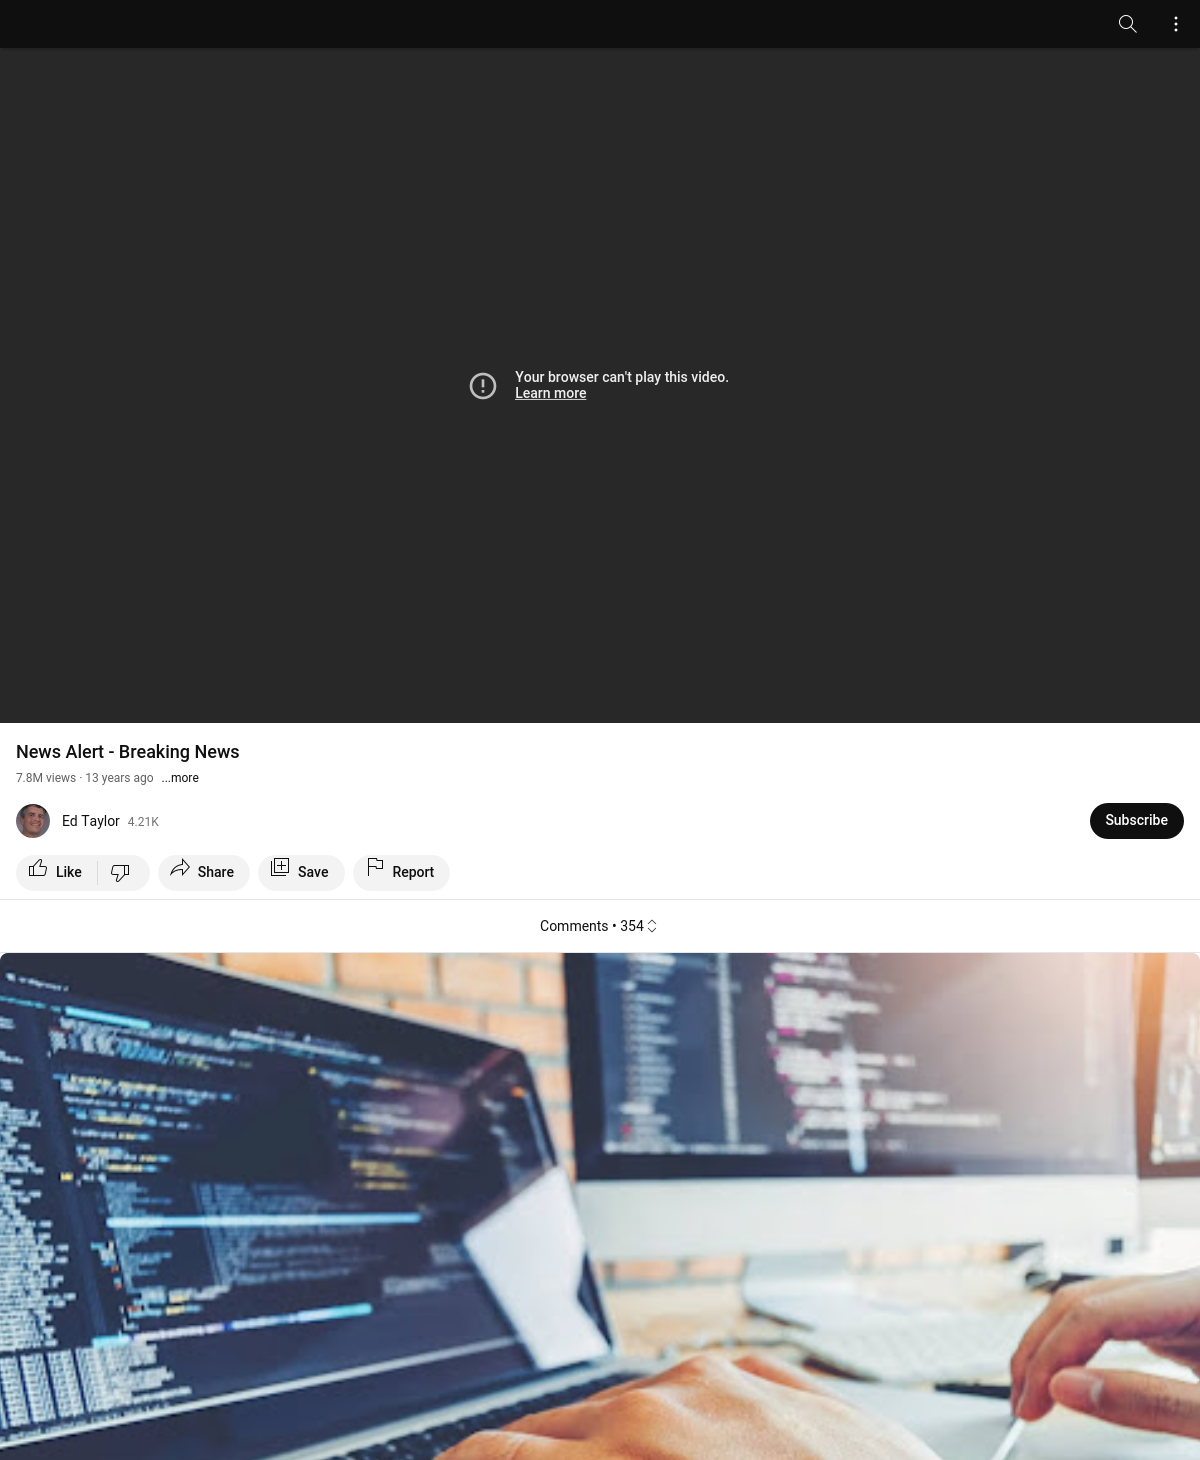 Your browser can't play this video.
Learn more
News Alert - Breaking News
7.8M views · 13 years ago ...more
Ed Taylor 4.21K
Subscribe
Like
Share
Save
Report
Comments • 354